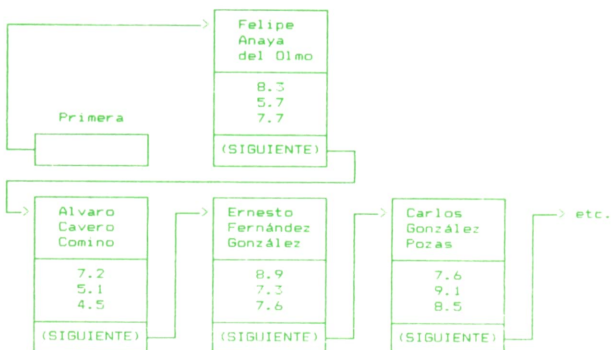 Felipe
Anaya
del Olmo
8.3
5.7
7.7
(SIGUIENTE)
Primera
Alvaro
Cavero
Comino
7.2
5.1
4.5
(SIGUIENTE)
Ernesto
Fernández
González
8.9
7.3
7.6
(SIGUIENTE)
Carlos
González
Pozas
7.6
9.1
8.5
(SIGUIENTE)
etc.